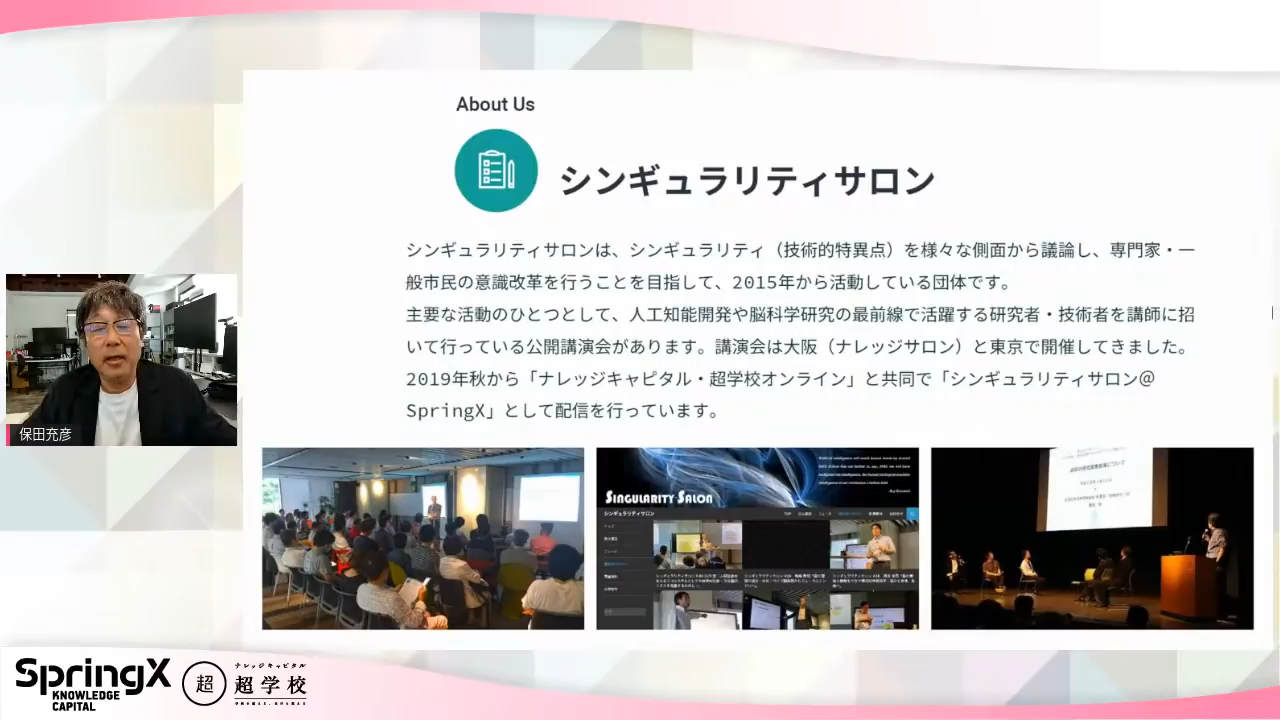 About Us
シンギュラリティサロン
シンギュラリティサロンは、シンギュラリティ（技術的特異点）を様々な側面から議論し、専門家・一
般市民の意識改革を行うことを目指して、2015年から活動している団体です。
主要な活動のひとつとして、人工知能開発や脳科学研究の最前線で活躍する研究者・技術者を講師に招
いて行っている公開講演会があります。講演会は大阪（ナレッジサロン）と東京で開催してきました。
2019年秋から「ナレッジキャピタル・超学校オンライン」と共同で「シンギュラリティサロン＠
SpringX」として配信を行っています。
保田充彦
SINGULARITY SALON
シンギュラリティサロン
SpringX
KNOWLEDGE
CAPITAL
超
ナレッジキャピタル
超学校